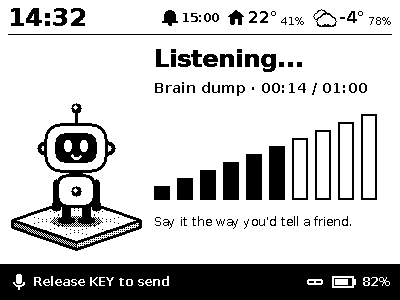 14:32 15:00 22° 41% -4° 78%
Listening...
Brain dump · 00:14 / 01:00
Say it the way you'd tell a friend.
Release KEY to send 82%